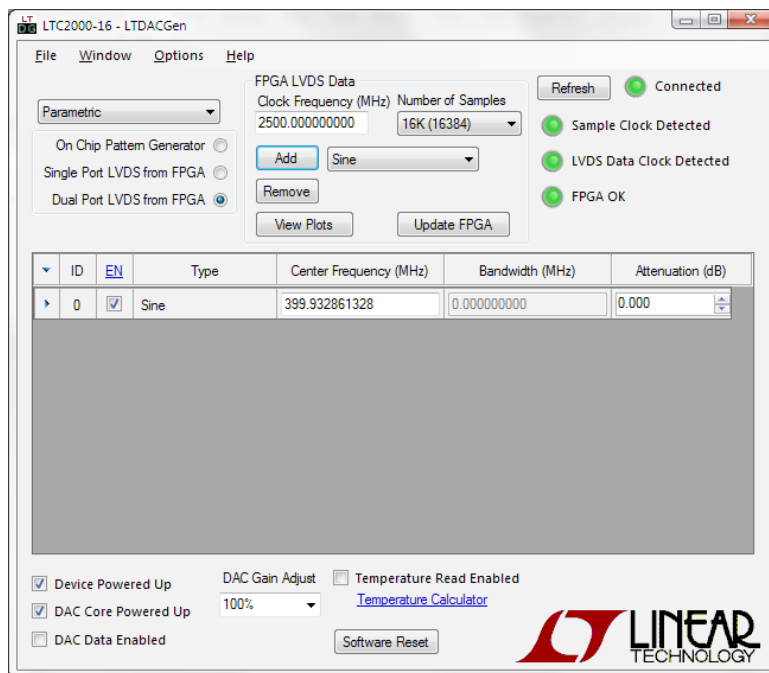 LT
DG
LTC2000-16 - LTDACGen
File Window Options Help
FPGA LVDS Data
Clock Frequency (MHz) Number of Samples
2500.000000000 16K (16384)
Refresh Connected
Parametric
Sample Clock Detected
On Chip Pattern Generator
Add Sine
LVDS Data Clock Detected
Single Port LVDS from FPGA
Remove
Dual Port LVDS from FPGA
FPGA OK
View Plots Update FPGA
ID EN Type Center Frequency (MHz) Bandwidth (MHz) Attenuation (dB)
0 Sine 399.932861328 0.000000000 0.000
Device Powered Up
DAC Gain Adjust
Temperature Read Enabled
DAC Core Powered Up
100%
Temperature Calculator
DAC Data Enabled
Software Reset
LINEAR
TECHNOLOGY